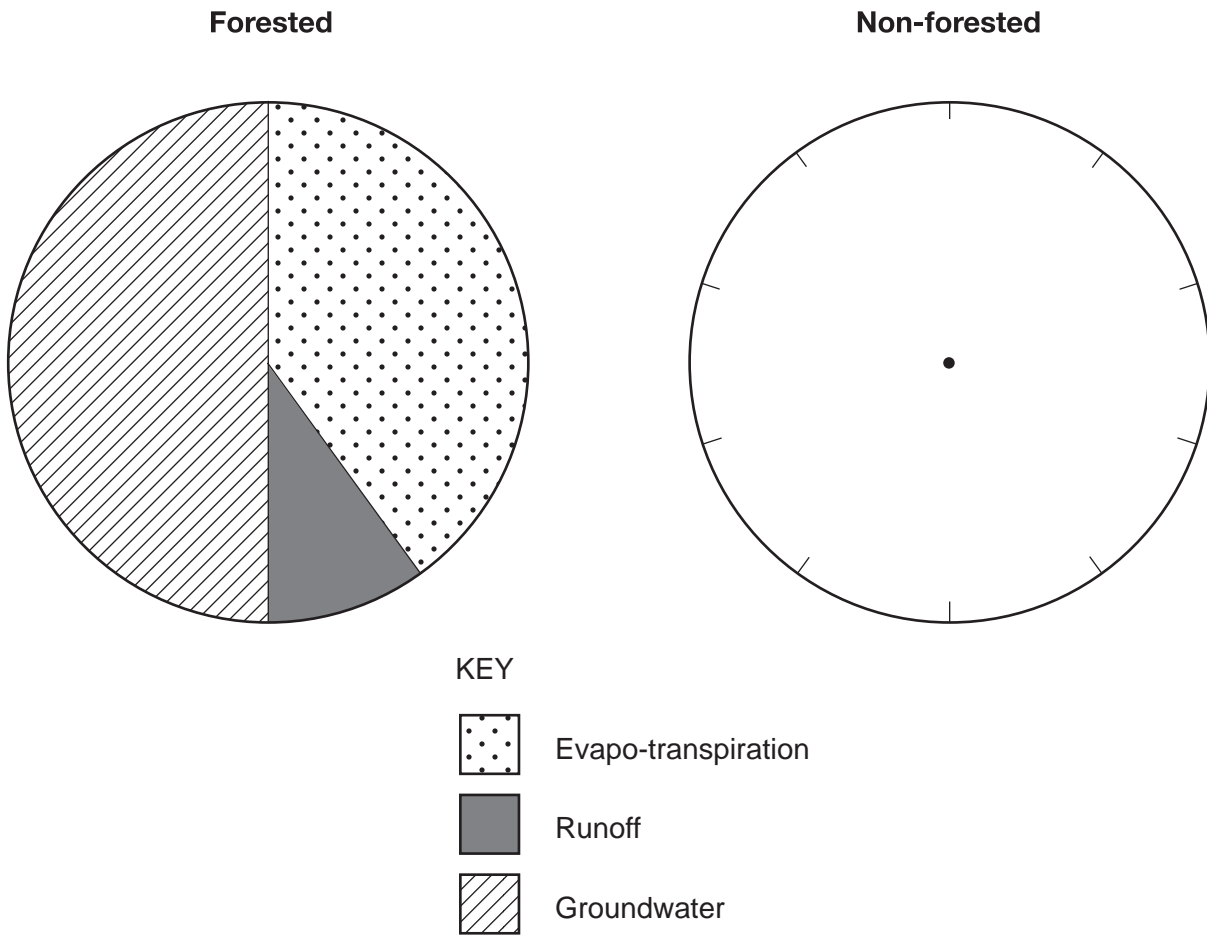 Forested
Non-forested
KEY
Evapo-transpiration
Runoff
Groundwater